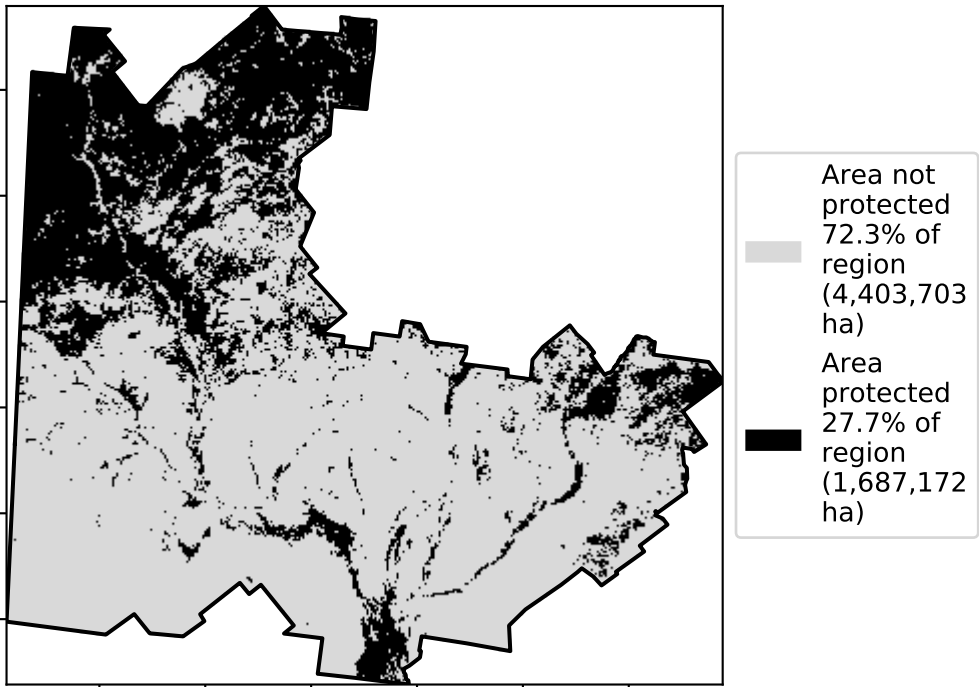 Area not
protected
72.3% of
region
(4,403,703
ha)
Area
protected
27.7% of
region
(1,687,172
ha)